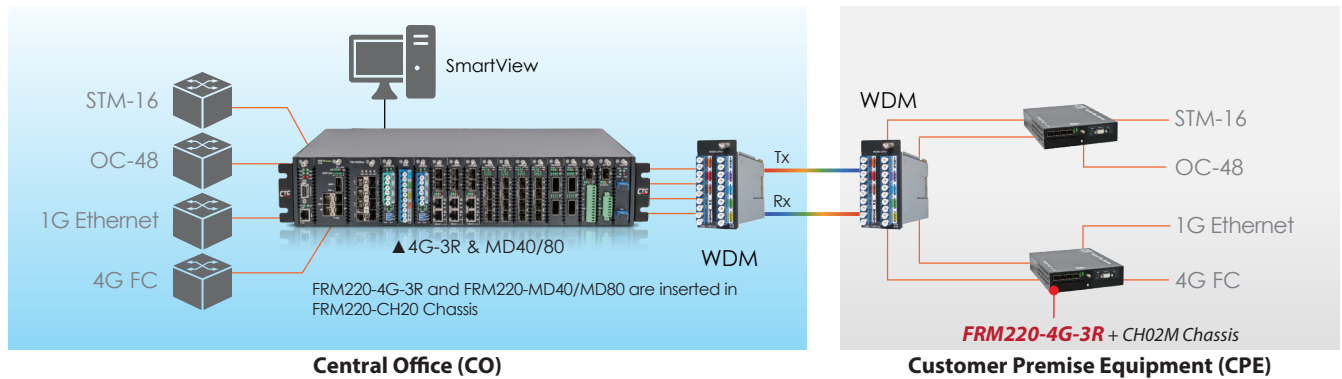 SmartView
STM-16
OC-48
1G Ethernet
4G FC
CTC
CTC
▲4G-3R & MD40/80
FRM220-4G-3R and FRM220-MD40/MD80 are inserted in
FRM220-CH20 Chassis
WDM
Tx
Rx
WDM
STM-16
OC-48
1G Ethernet
4G FC
FRM220-4G-3R + CH02M Chassis
Central Office (CO)
Customer Premise Equipment (CPE)